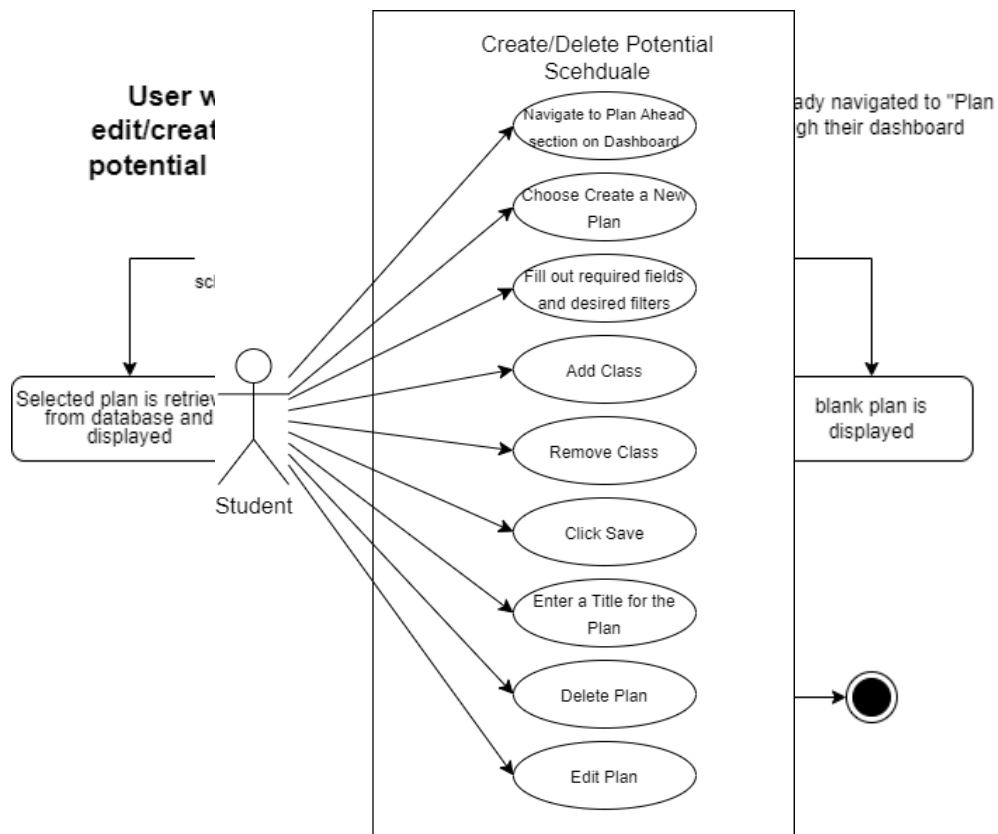 Create/Delete Potential
Scehduale
User w
edit/creat
potential
ady navigated to "Plan
gh their dashboard
Navigate to Plan Ahead
section on Dashboard
Choose Create a New
Plan
Fill out required fields
and desired filters
Add Class
Remove Class
Click Save
Enter a Title for the
Plan
Delete Plan
Edit Plan
scl
Selected plan is retriev
from database and
displayed
Student
blank plan is
displayed